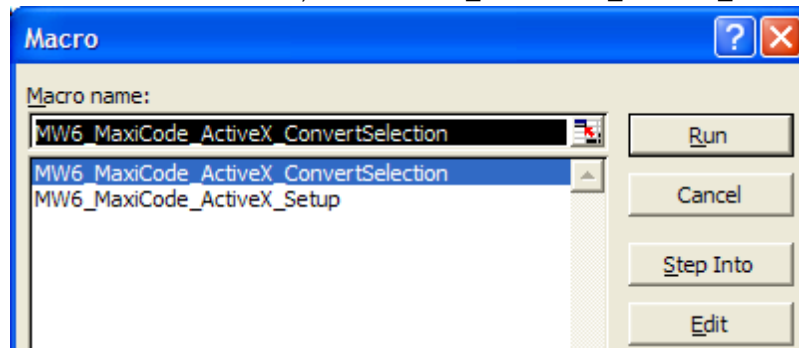 Macro
Macro name:
MW6_MaxiCode_ActiveX_ConvertSelection
Run
MW6_MaxiCode_ActiveX_ConvertSelection
MW6_MaxiCode_ActiveX_Setup
Cancel
Step Into
Edit